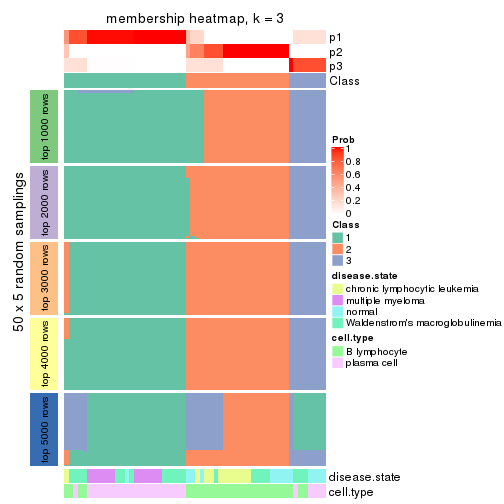 membership heatmap, k = 3
p1
p2
p3
Class
50 x 5 random samplings
top 1000 rows
top 2000 rows
top 3000 rows
top 4000 rows
top 5000 rows
Prob
1
0.8
0.6
0.4
0.2
0
Class
1
2
3
disease.state
chronic lymphocytic leukemia
multiple myeloma
normal
Waldenstrom's macroglobulinemia
cell.type
B lymphocyte
plasma cell
disease.state
cell.type